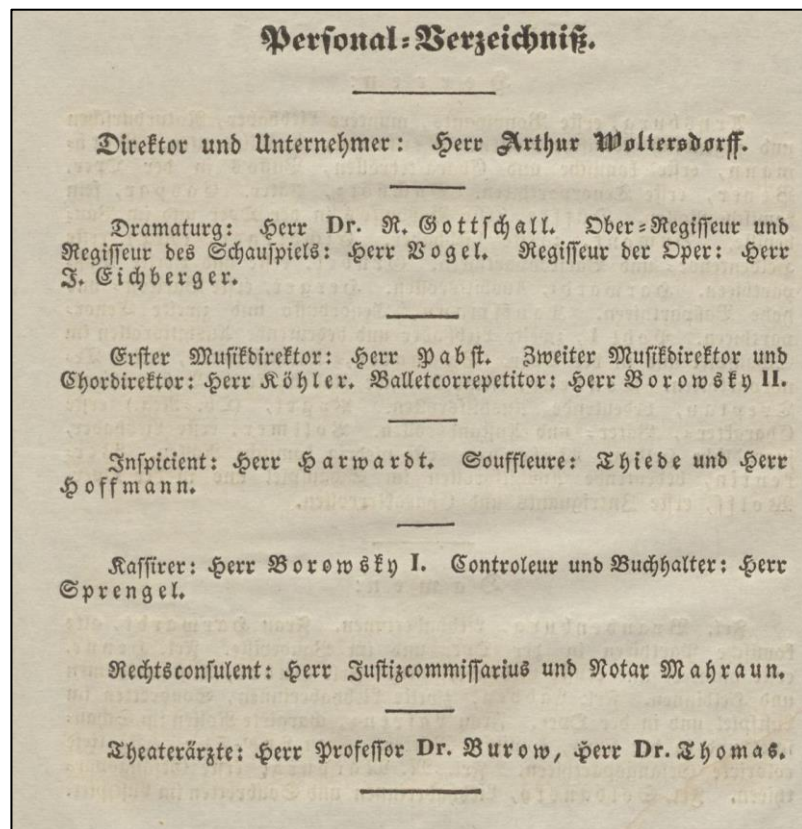 Personal-Verzeichniß.
Direktor und Unternehmer: Herr Arthur Woltersdorff.
Dramaturg: Herr Dr. R. Gottschall. Ober-Regisseur und
Regisseur des Schauspiels: Herr Vogel. Regisseur der Oper: Herr
J. Eichberger.
Erster Musikdirektor: Herr Pabst. Zweiter Musikdirektor und
Chordirektor: Herr Köhler. Balletcorrepetitor: Herr Borowsky II.
Inspicient: Herr Harwardt. Souffleure: Thiede und Herr
Hoffmann.
Kassirer: Herr Borowsky I. Controleur und Buchhalter: Herr
Sprengel.
Rechtsconsulent: Herr Justizcommissarius und Notar Mahraun.
Theaterärzte: Herr Professor Dr. Burow, Herr Dr. Thomas.